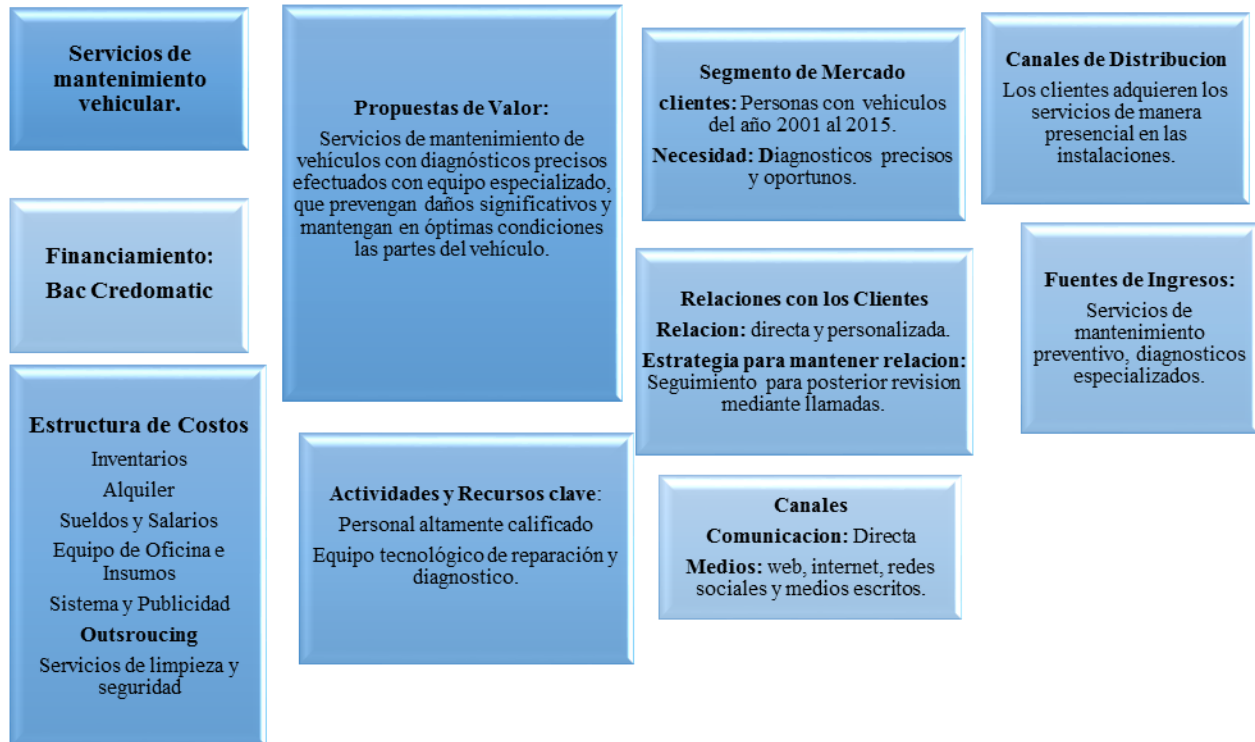 Servicios de
mantenimiento
vehicular.
Financiamiento:
Bac Credomatic
Estructura de Costos
Inventarios
Alquiler
Sueldos y Salarios
Equipo de Oficina e
Insumos
Sistema y Publicidad
Outsroucing
Servicios de limpieza y
seguridad
Propuestas de Valor:
Servicios de mantenimiento de
vehículos con diagnósticos precisos
efectuados con equipo especializado,
que prevengan daños significativos y
mantengan en óptimas condiciones
las partes del vehículo.
Actividades y Recursos clave:
Personal altamente calificado
Equipo tecnológico de reparación y
diagnostico.
Segmento de Mercado
clientes: Personas con vehiculos
del año 2001 al 2015.
Necesidad: Diagnosticos precisos
y oportunos.
Relaciones con los Clientes
Relacion: directa y personalizada.
Estrategia para mantener relacion:
Seguimiento para posterior revision
mediante llamadas.
Canales
Comunicacion: Directa
Medios: web, internet, redes
sociales y medios escritos.
Canales de Distribucion
Los clientes adquieren los
servicios de manera
presencial en las
instalaciones.
Fuentes de Ingresos:
Servicios de
mantenimiento
preventivo, diagnosticos
especializados.